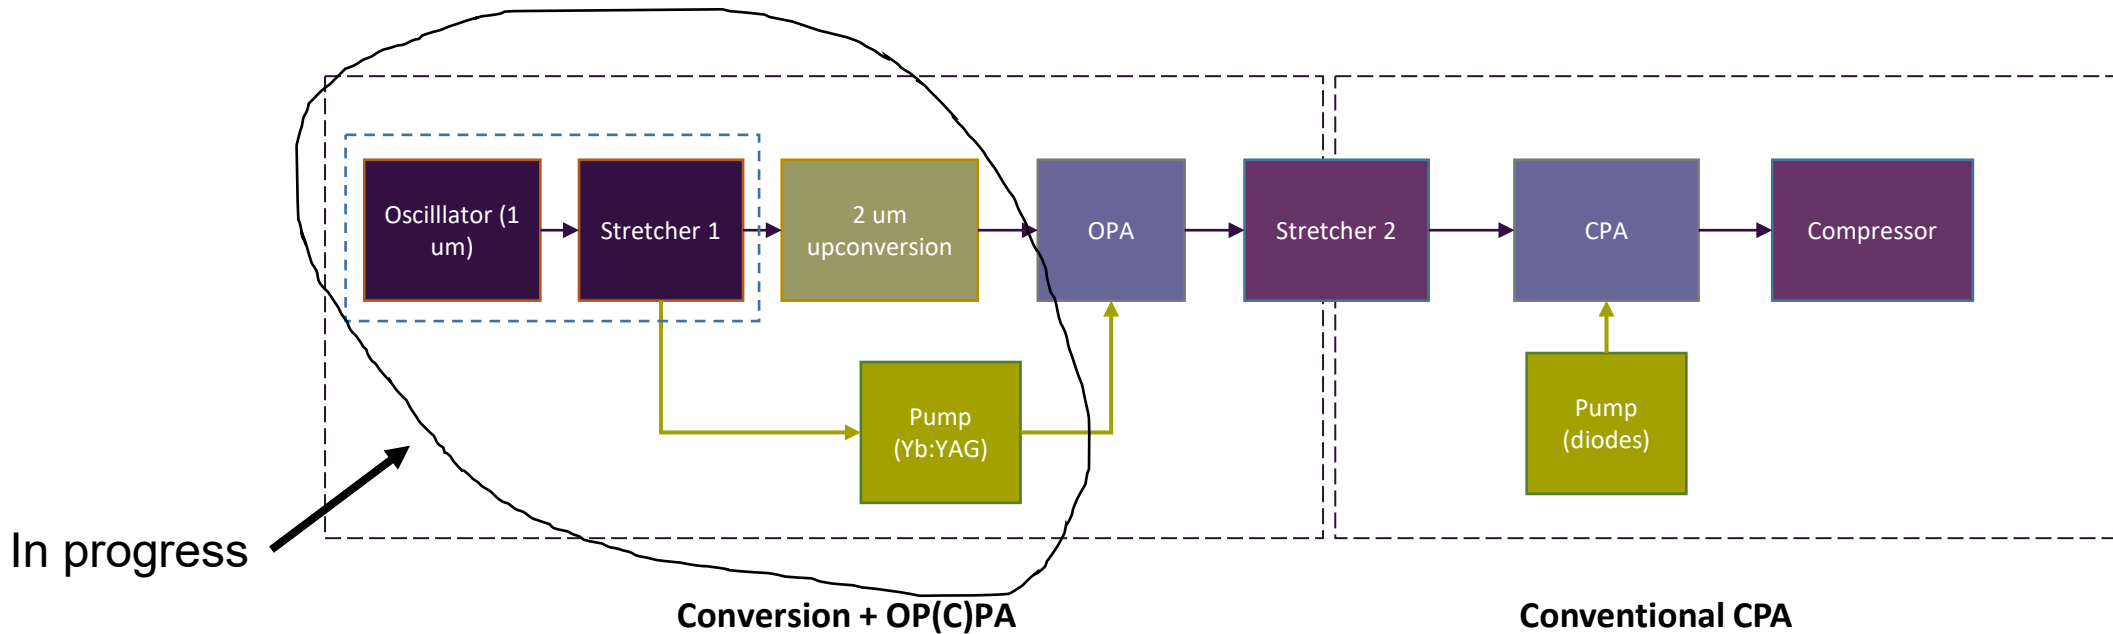 Oscilllator (1
um)
Stretcher 1
2 um
upconversion
OPA
Stretcher 2
CPA
Compressor
Pump
(Yb:YAG)
Pump
(diodes)
In progress
Conversion + OP(C)PA
Conventional CPA